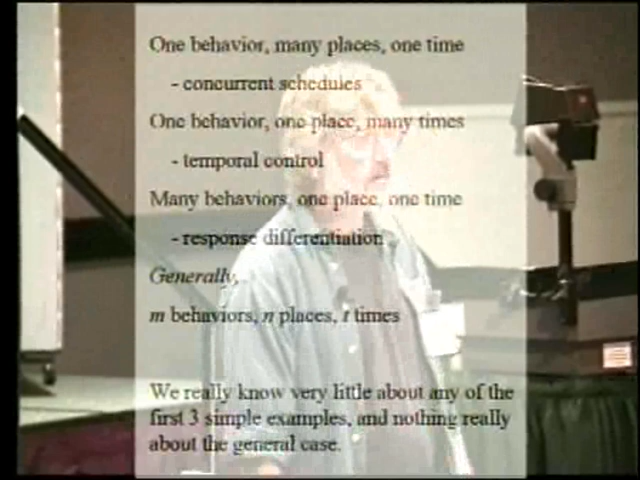 One behavior, many places, one time
- concurrent schedules
One behavior, one place, many times
- temporal control
Many behaviors, one place, one time
- response differentiation
Generally,
m behaviors, n places, t times
We really know very little about any of the
first 3 simple examples, and nothing really
about the general case.